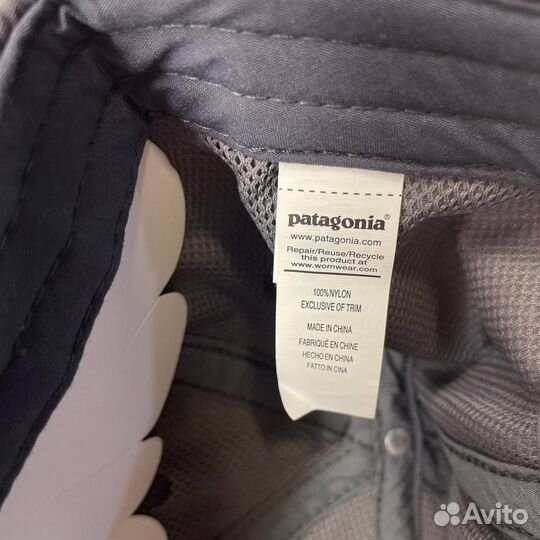 patagonia®
www.patagonia.com
Repair/Reuse/Recycle
this product at
www.wornwear.com
100%NYLON
EXCLUSIVE OF TRIM
MADE IN CHINA
FABRIQUÉ EN CHINE
HECHO EN CHINA
FATTO IN CINA
Avito